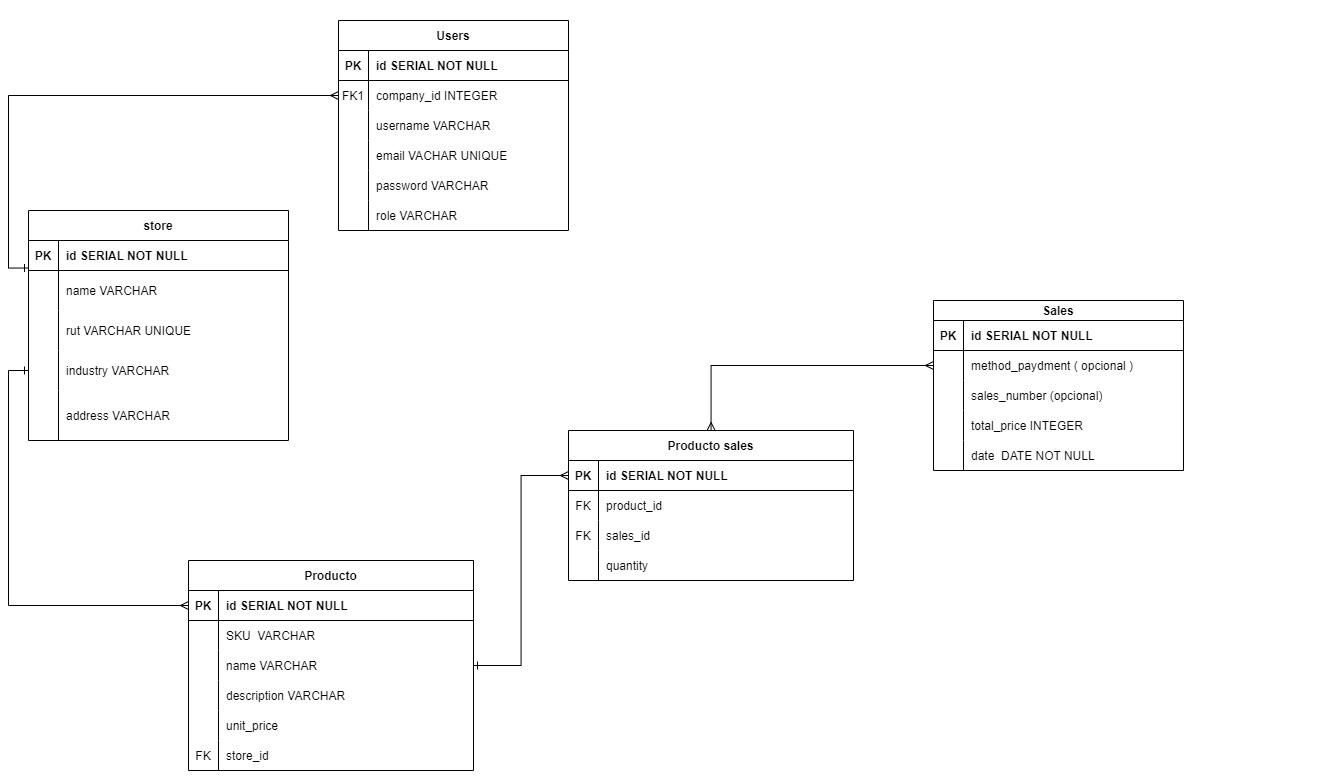 Users
PK id SERIAL NOT NULL
FK1 company_id INTEGER
username VARCHAR
email VACHAR UNIQUE
password VARCHAR
role VARCHAR
store
PK id SERIAL NOT NULL
name VARCHAR
rut VARCHAR UNIQUE
industry VARCHAR
address VARCHAR
Sales
PK id SERIAL NOT NULL
method_paydment ( opcional )
sales_number (opcional)
total_price INTEGER
date  DATE NOT NULL
Producto sales
PK id SERIAL NOT NULL
FK product_id
FK sales_id
quantity
Producto
PK id SERIAL NOT NULL
SKU  VARCHAR
name VARCHAR
description VARCHAR
unit_price
FK store_id